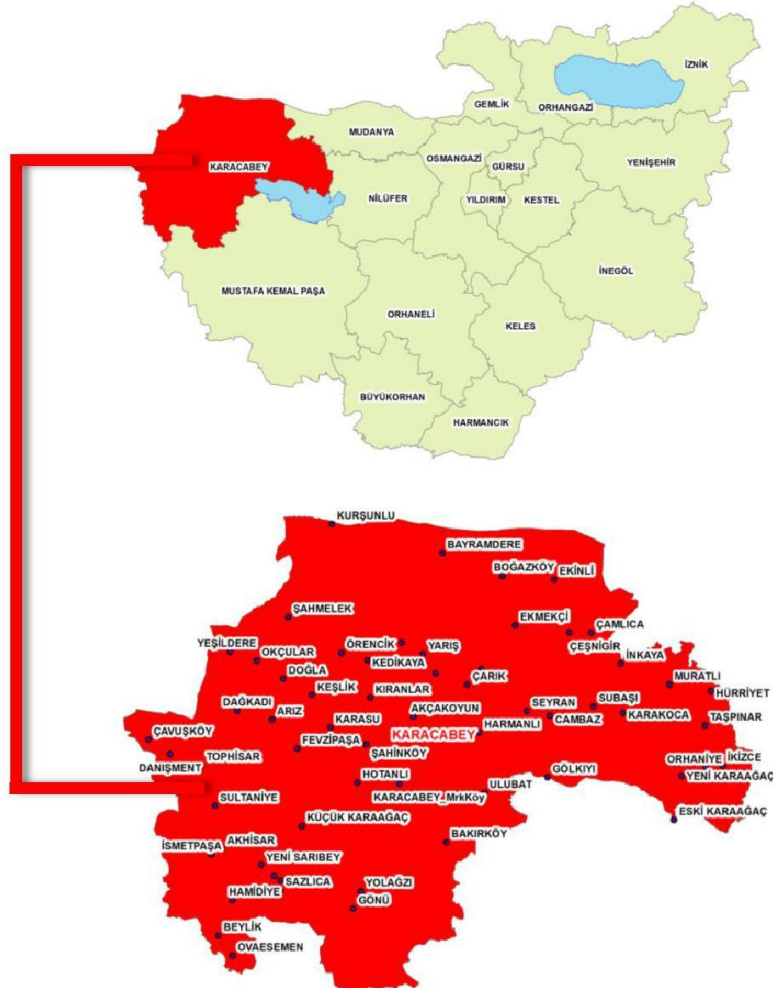 İZNİK
GEMLİK
ORHANGAZİ
MUDANYA
OSMANGAZİ
GÜRSU
YENİŞEHİR
KARACABEY
NİLÜFER
YILDIRIM
KESTEL
İNEGÖL
MUSTAFA KEMAL PAŞA
ORHANELİ
KELES
BÜYÜKORHAN
HARMANCIK
KURŞUNLU
BAYRAMDERE
BOĞAZKÖY
EKİNLİ
ŞAHMELEK
EKMEKÇİ
ÇAMLICA
YEŞİLDERE
OKÇULAR
ÖRENCİK
YARIŞ
ÇEŞNİGİR
İNKAYA
KEDİKAYA
DOĞLA
ÇARIK
MURATLI
KEŞLİK
KIRANLAR
HÜRRİYET
DAĞKADI
ARIZ
AKÇAKOYUN
SEYRAN
SUBAŞI
KARAKOCA
CAMBAZ
TAŞPINAR
KARASU
KARACABEY
HARMANLI
ÇAVUŞKÖY
FEVZİPAŞA
ŞAHİNKÖY
TOPHİSAR
DANIŞMENT
ORHANİYE
İKİZCE
HOTANLI
GÖLKIYI
YENİ KARAAĞAÇ
ULUBAT
KARACABEY_MrkKöy
SULTANİYE
ESKİ KARAAĞAÇ
KÜÇÜK KARAAĞAÇ
AKHİSAR
İSMETPAŞA
BAKIRKÖY
YENİ SARIBEY
SAZLICA
YOLAĞZI
HAMİDİYE
GÖNÜ
BEYLİK
OVAESEMEN